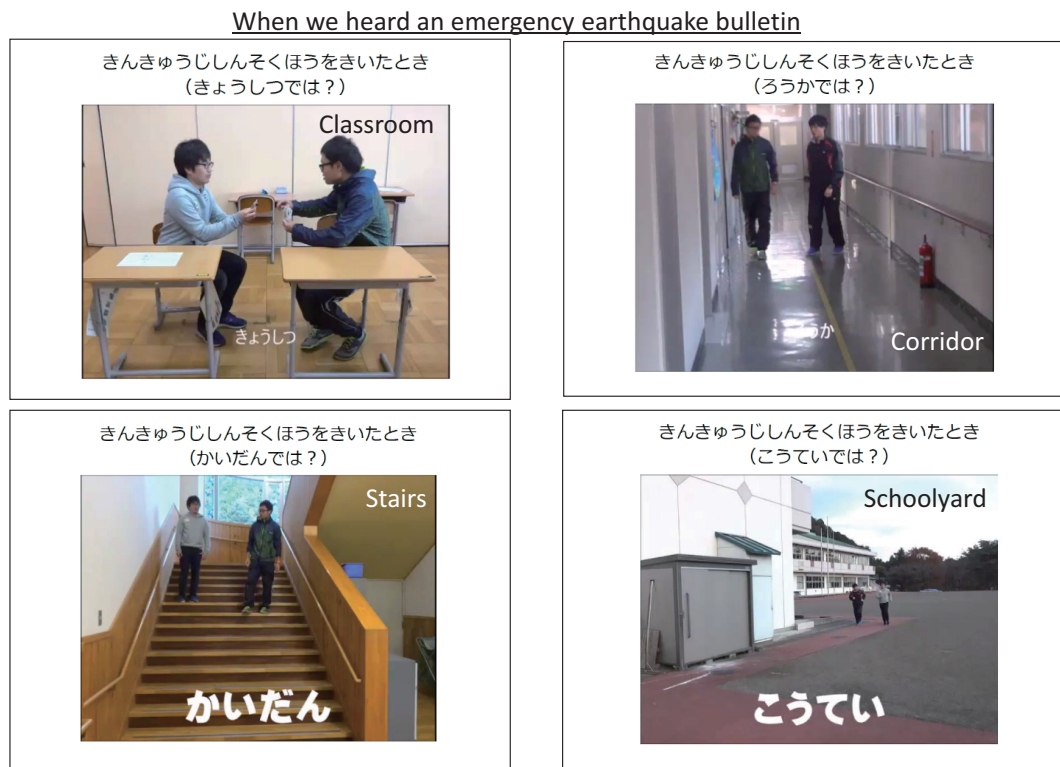 When we heard an emergency earthquake bulletin
きんきゅうじしんそくほうをきいたとき
（きょうしつでは？）
Classroom
きょうしつ
きんきゅうじしんそくほうをきいたとき
（ろうかでは？）
ろうか
Corridor
きんきゅうじしんそくほうをきいたとき
（かいだんでは？）
Stairs
かいだん
きんきゅうじしんそくほうをきいたとき
（こうていでは？）
Schoolyard
こうてい